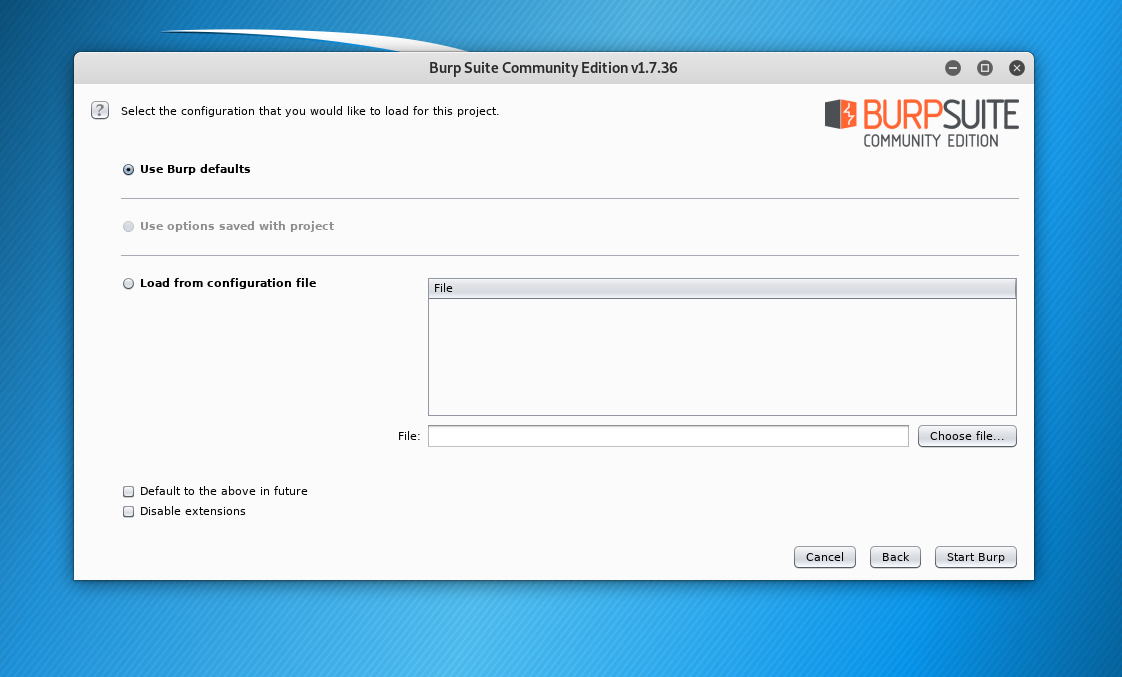 Burp Suite Community Edition v1.7.36
? Select the configuration that you would like to load for this project.
BURPSUITE
COMMUNITY EDITION
Use Burp defaults
Use options saved with project
Load from configuration file
File
File:
Choose file...
Default to the above in future
Disable extensions
Cancel Back Start Burp